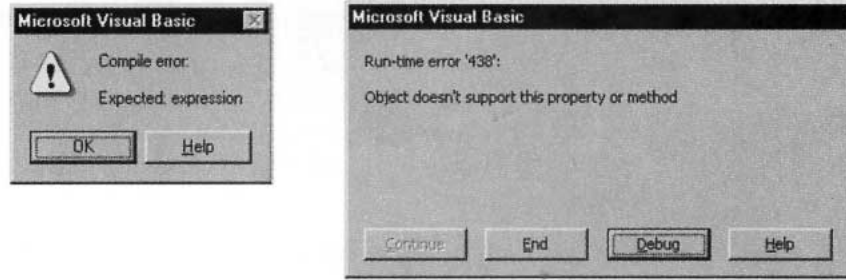 Microsoft Visual Basic
Compile error:
Expected: expression
OK
Help
Microsoft Visual Basic
Run-time error '438':
Object doesn't support this property or method
Continue
End
Debug
Help